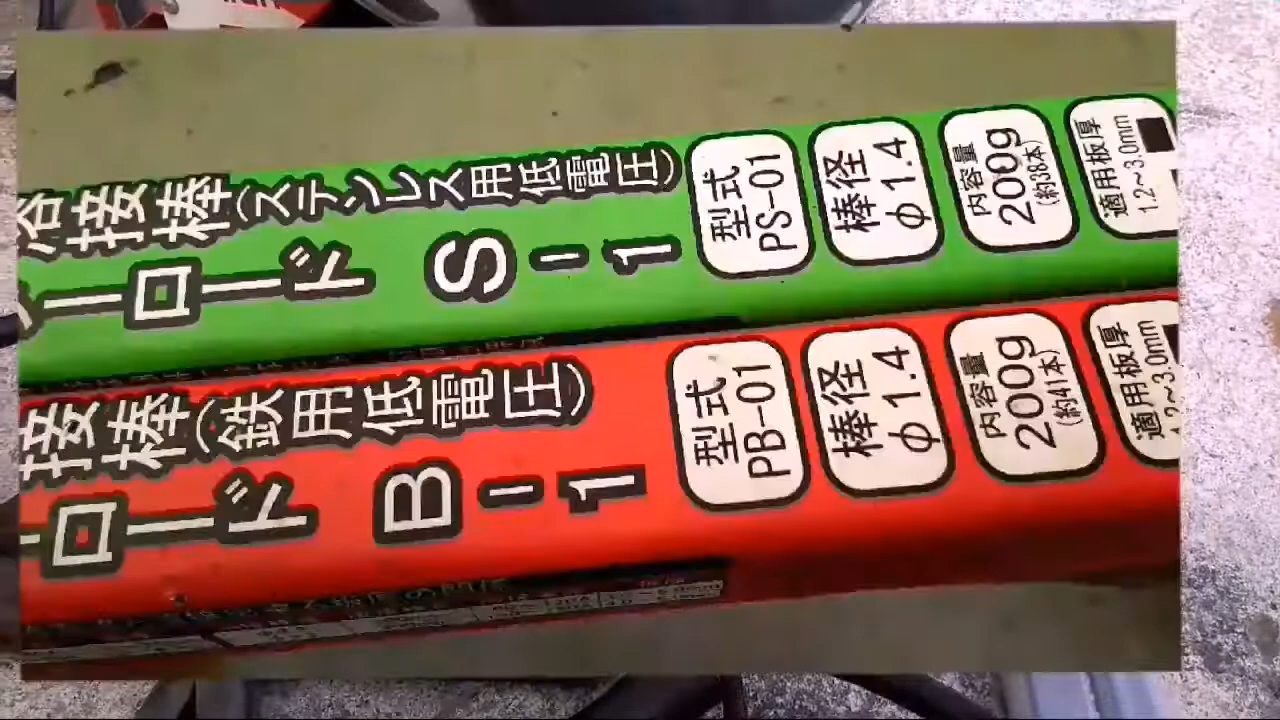 接棒(ステンレス用低電圧)
ーロード S-1
型式
PS-01
棒径
φ1.4
内容量
200g
(約38本)
適用板厚
1.2~3.0mm
接棒(鉄用低電圧)
ロード B-1
型式
PB-01
棒径
φ1.4
内容量
200g
(約41本)
適用板厚